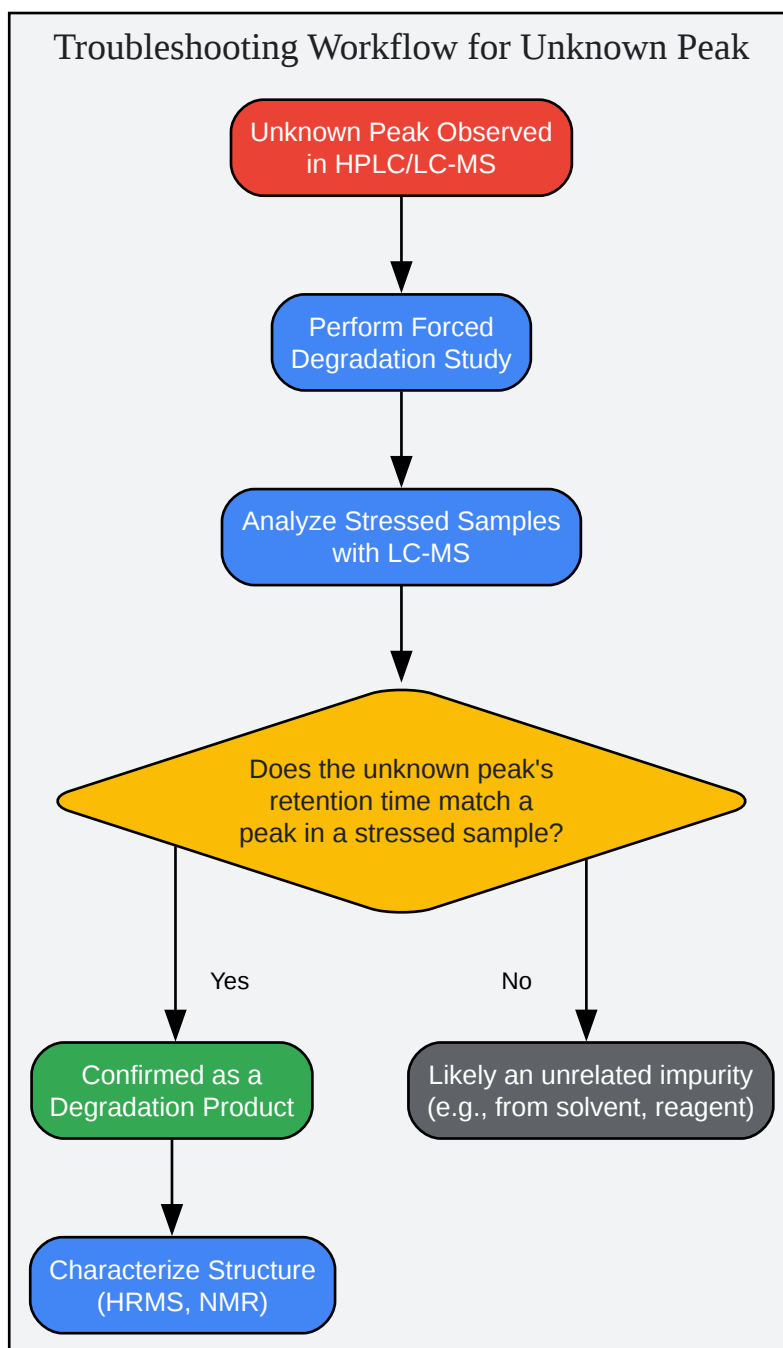 Troubleshooting Workflow for Unknown Peak
Unknown Peak Observed
in HPLC/LC-MS
Perform Forced
Degradation Study
Analyze Stressed Samples
with LC-MS
Does the unknown peak's
retention time match a
peak in a stressed sample?
Yes
No
Confirmed as a
Degradation Product
Likely an unrelated impurity
(e.g., from solvent, reagent)
Characterize Structure
(HRMS, NMR)